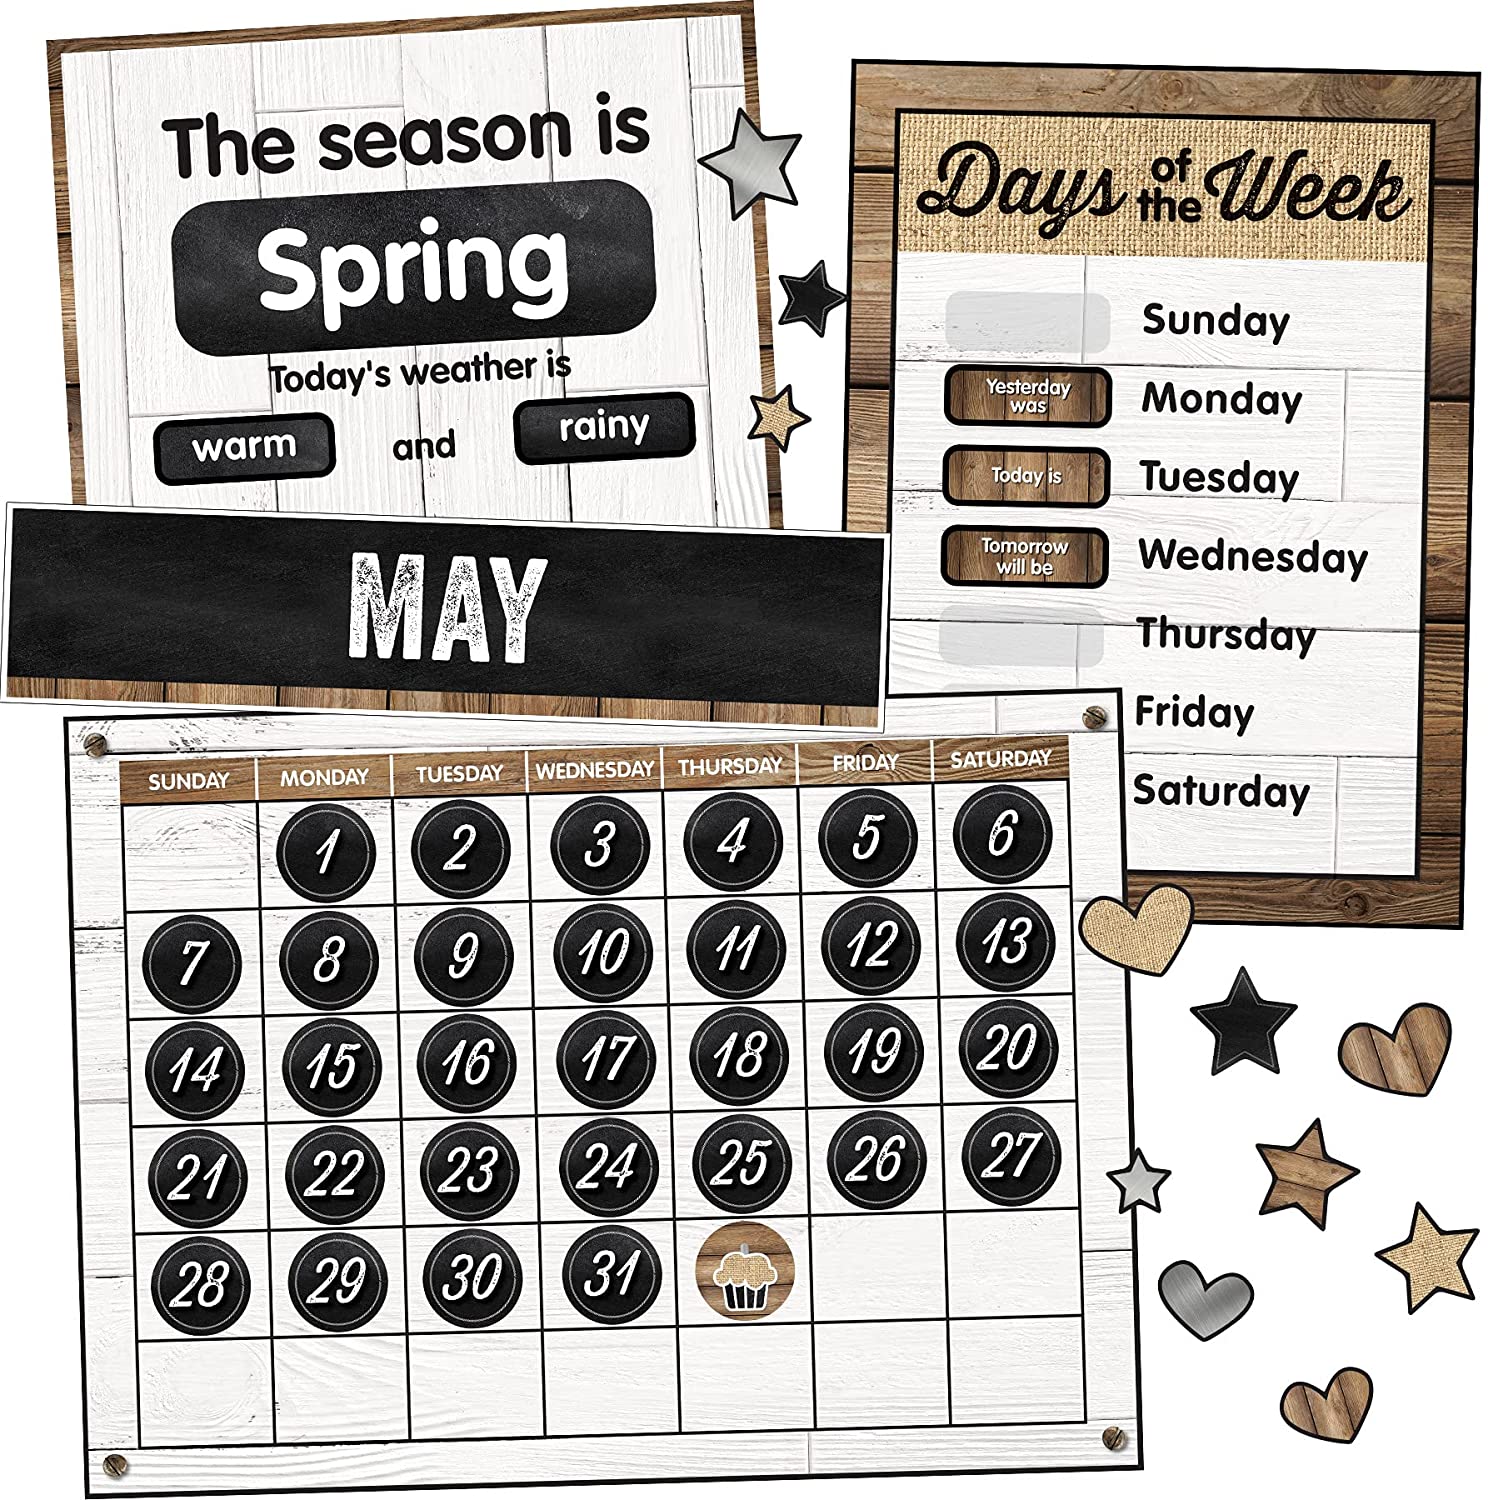 The season is
Spring
Today's weather is
warm and rainy
Days of the Week
Sunday
Yesterday was Monday
Today is Tuesday
Tomorrow will be Wednesday
Thursday
Friday
Saturday
MAY
SUNDAY MONDAY TUESDAY WEDNESDAY THURSDAY FRIDAY SATURDAY
1 2 3 4 5 6
7 8 9 10 11 12 13
14 15 16 17 18 19 20
21 22 23 24 25 26 27
28 29 30 31